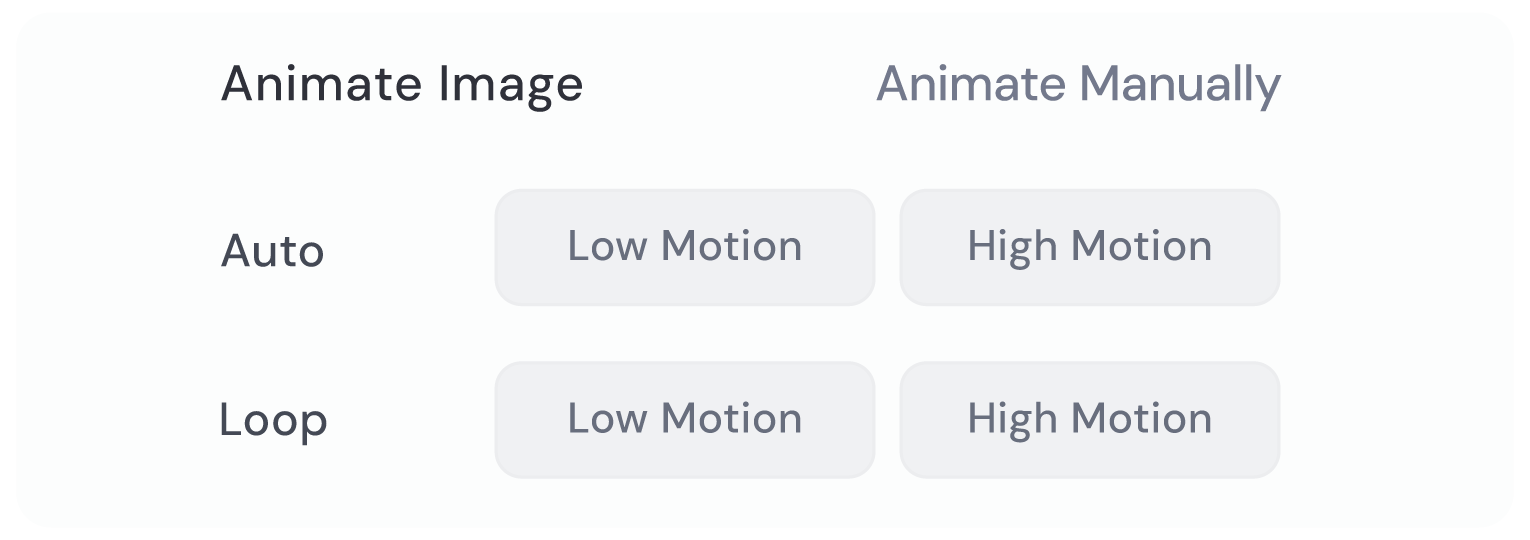 Animate Image Animate Manually
Auto Low Motion High Motion
Loop Low Motion High Motion